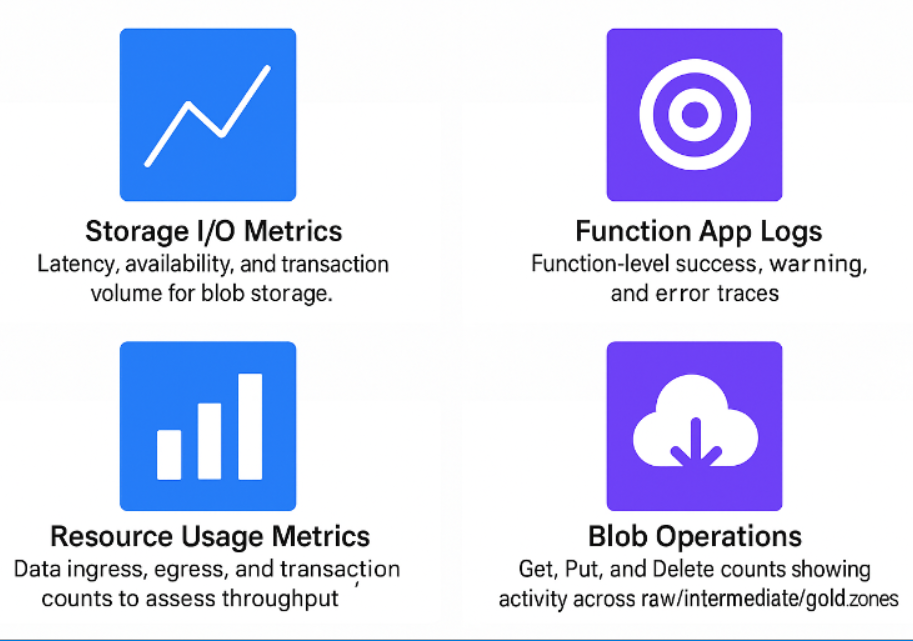 Storage I/O Metrics
Latency, availability, and transaction
volume for blob storage.
Function App Logs
Function-level success, warning,
and error traces
Resource Usage Metrics
Data ingress, egress, and transaction
counts to assess throughput ,
Blob Operations
Get, Put, and Delete counts showing
activity across raw/intermediate/gold.zones